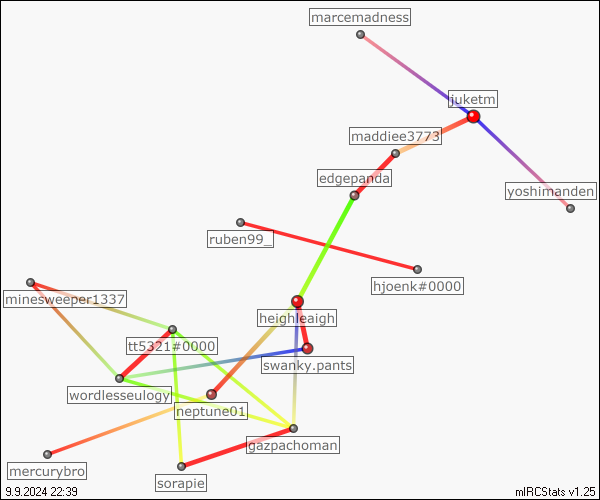 marcemadness
juketm
maddiee3773
edgepanda
yoshimanden
ruben99_
hjoenk#0000
minesweeper1337
heighleaigh
tt5321#0000
swanky.pants
wordlesseulogy
neptune01
gazpachoman
mercurybro
sorapie
9.9.2024 22:39
mIRCStats v1.25